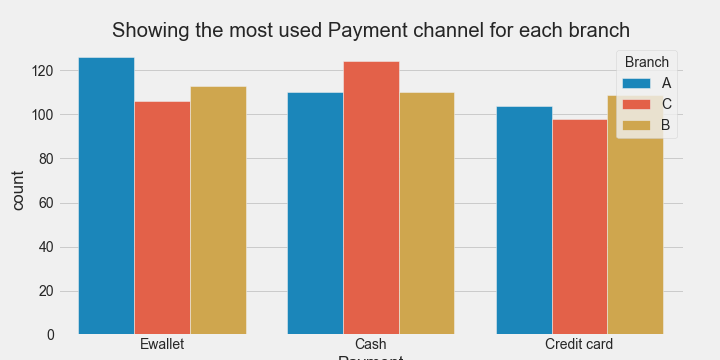 Showing the most used Payment channel for each branch
Branch
A
C
B
120
100
80
60
40
20
0
count
Ewallet Cash Credit card
Payment